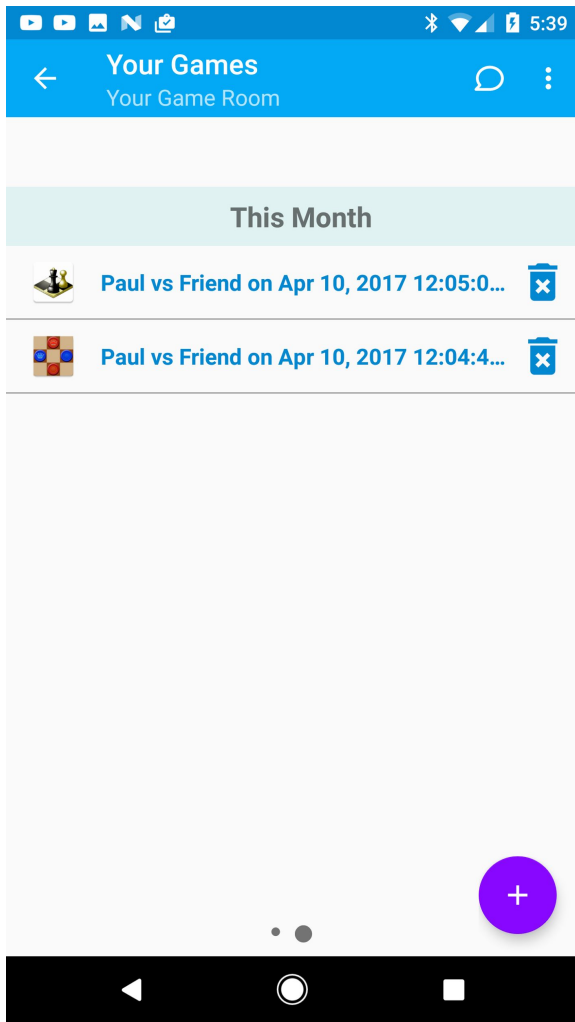 5:39
Your Games
Your Game Room
This Month
Paul vs Friend on Apr 10, 2017 12:05:0...
Paul vs Friend on Apr 10, 2017 12:04:4...